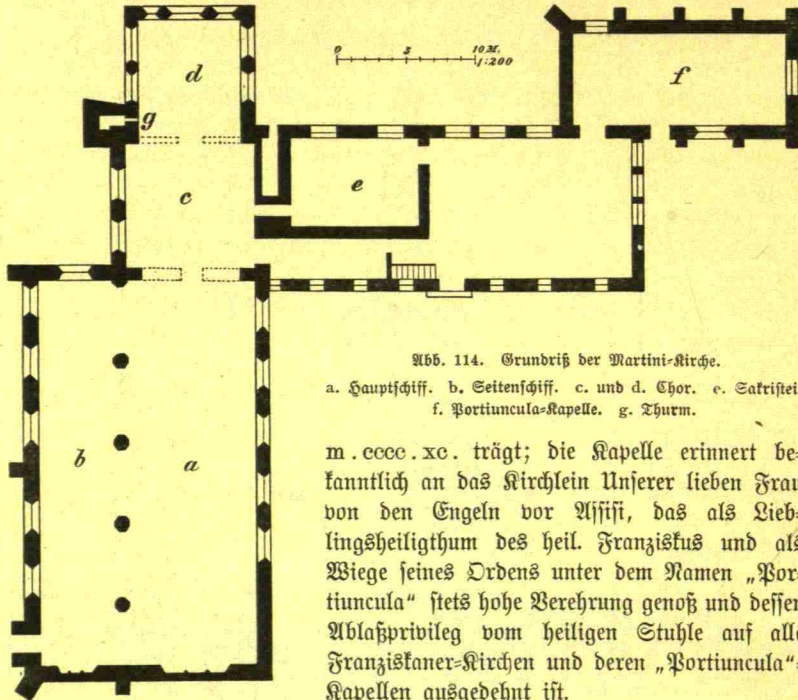 d
0 5 10 M.
1:200
f
g
c
e
Abb. 114. Grundriß der Martini-Kirche.
a. Hauptschiff. b. Seitenschiff. c. und d. Chor. e. Sakristei
f. Portiuncula-Kapelle. g. Thurm.
b
a
m.cccc.xc. trägt; die Kapelle erinnert be-
kanntlich an das Kirchlein Unserer lieben Frau
von den Engeln vor Assisi, das als Lieb-
lingsheiligthum des heil. Franziskus und als
Wiege seines Ordens unter dem Namen „Por-
tiuncula“ stets hohe Verehrung genoß und dessen
Ablaßprivileg vom heiligen Stuhle auf alle
Franziskaner-Kirchen und deren „Portiuncula“-
Kapellen ausgedehnt ist.